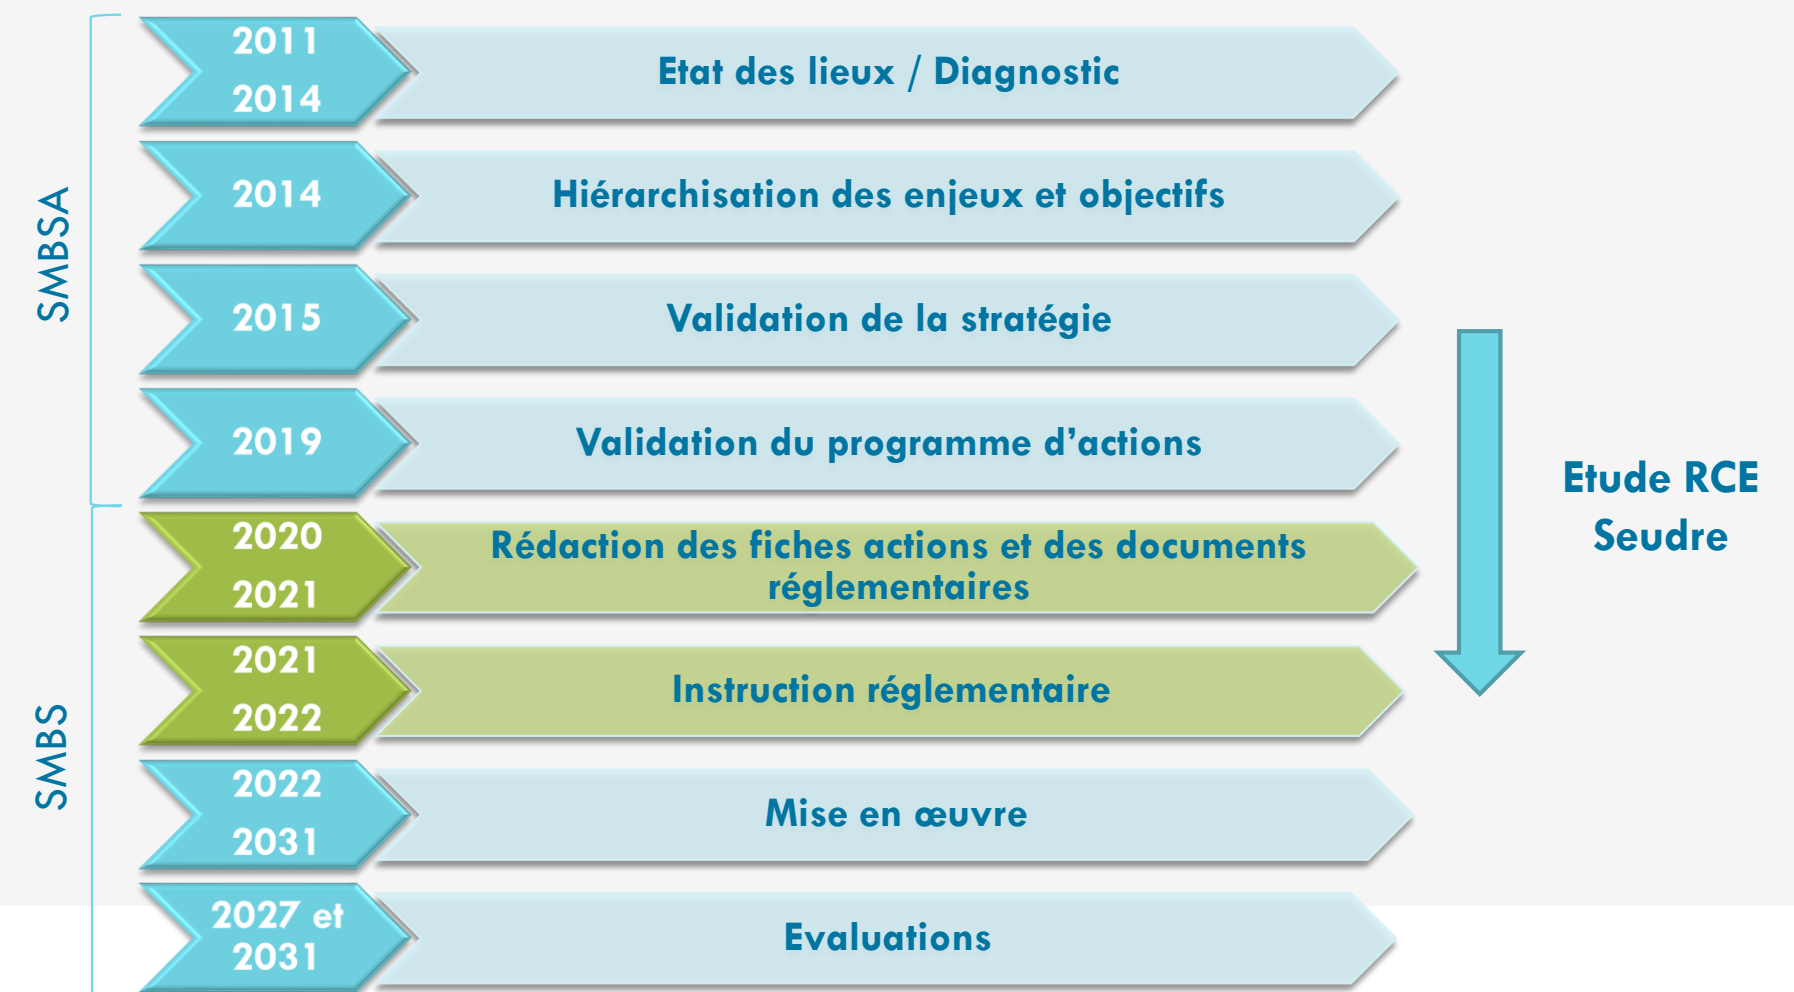 SMBSA
2011
2014
Etat des lieux / Diagnostic
2014
Hiérarchisation des enjeux et objectifs
2015
Validation de la stratégie
2019
Validation du programme d’actions
Etude RCE
Seudre
SMBS
2020
2021
Rédaction des fiches actions et des documents
réglementaires
2021
2022
Instruction réglementaire
2022
2031
Mise en œuvre
2027 et
2031
Evaluations